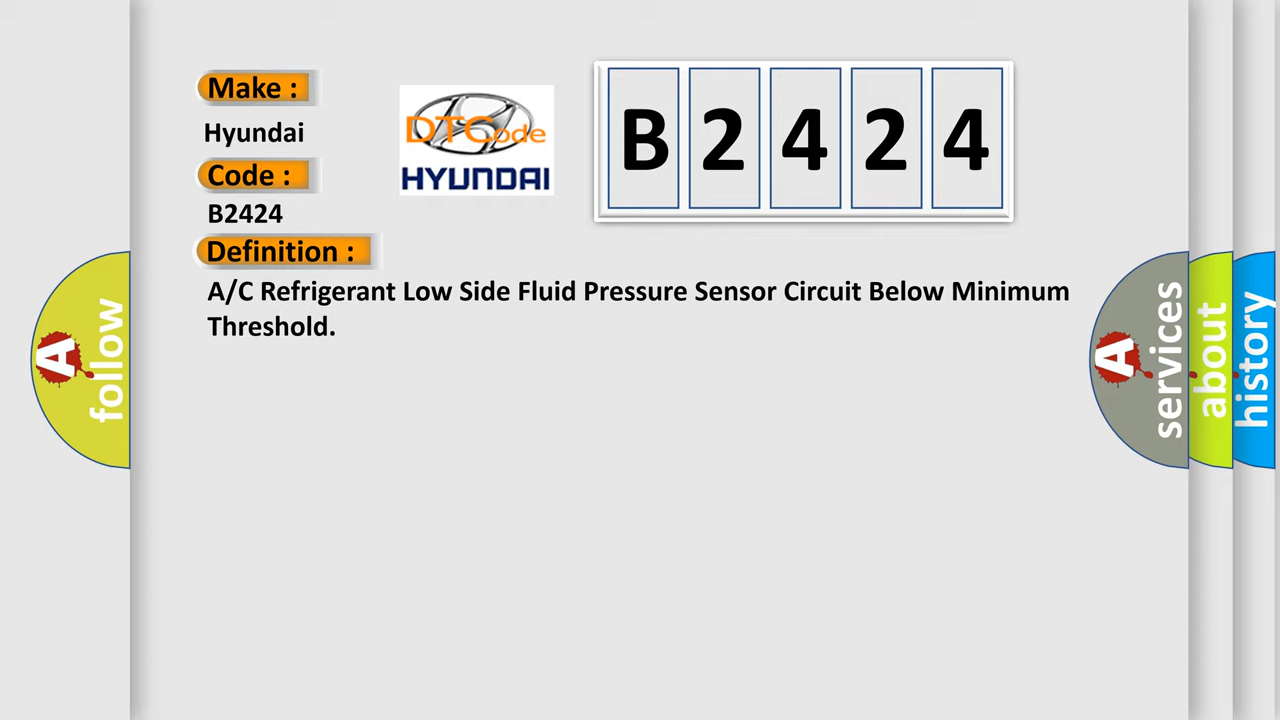 Make :
Hyundai
Code :
B2424
Definition :
A/C Refrigerant Low Side Fluid Pressure Sensor Circuit Below Minimum
Threshold.
DTCode
HYUNDAI
B 2 4 2 4
A follow
A services
about
history